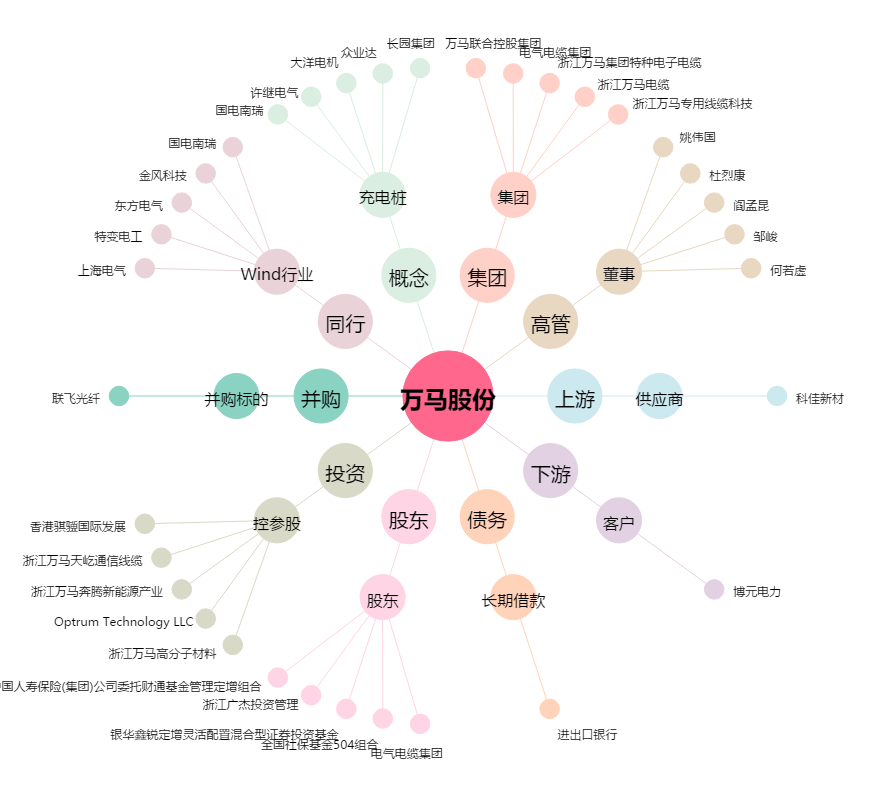 长园集团
万马联合控股集团
众业达
电气电缆集团
大洋电机
浙江万马集团特种电子电缆
许继电气
浙江万马电缆
国电南瑞
浙江万马专用线缆科技
国电南瑞
姚伟国
金风科技
杜烈康
充电桩
集团
东方电气
阎孟昆
特变电工
邹峻
上海电气
何若虚
Wind行业
概念
集团
董事
同行
高管
联飞光纤
并购标的
并购
万马股份
上游
供应商
科佳新材
投资
下游
香港骐骝国际发展
控参股
股东
债务
客户
浙江万马天屹通信线缆
浙江万马奔腾新能源产业
博元电力
股东
长期借款
Optrum Technology LLC
浙江万马高分子材料
国人寿保险(集团)公司委托财通基金管理定增组合
浙江广杰投资管理
银华鑫锐定增灵活配置混合型证券投资基金
进出口银行
全国社保基金504组合
电气电缆集团